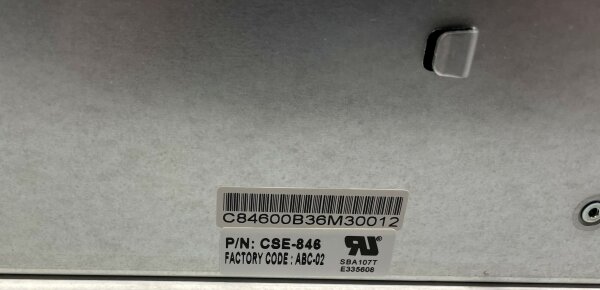 C84600B36M30012
P/N: CSE-846
FACTORY CODE : ABC-02
SBA107T
E335608